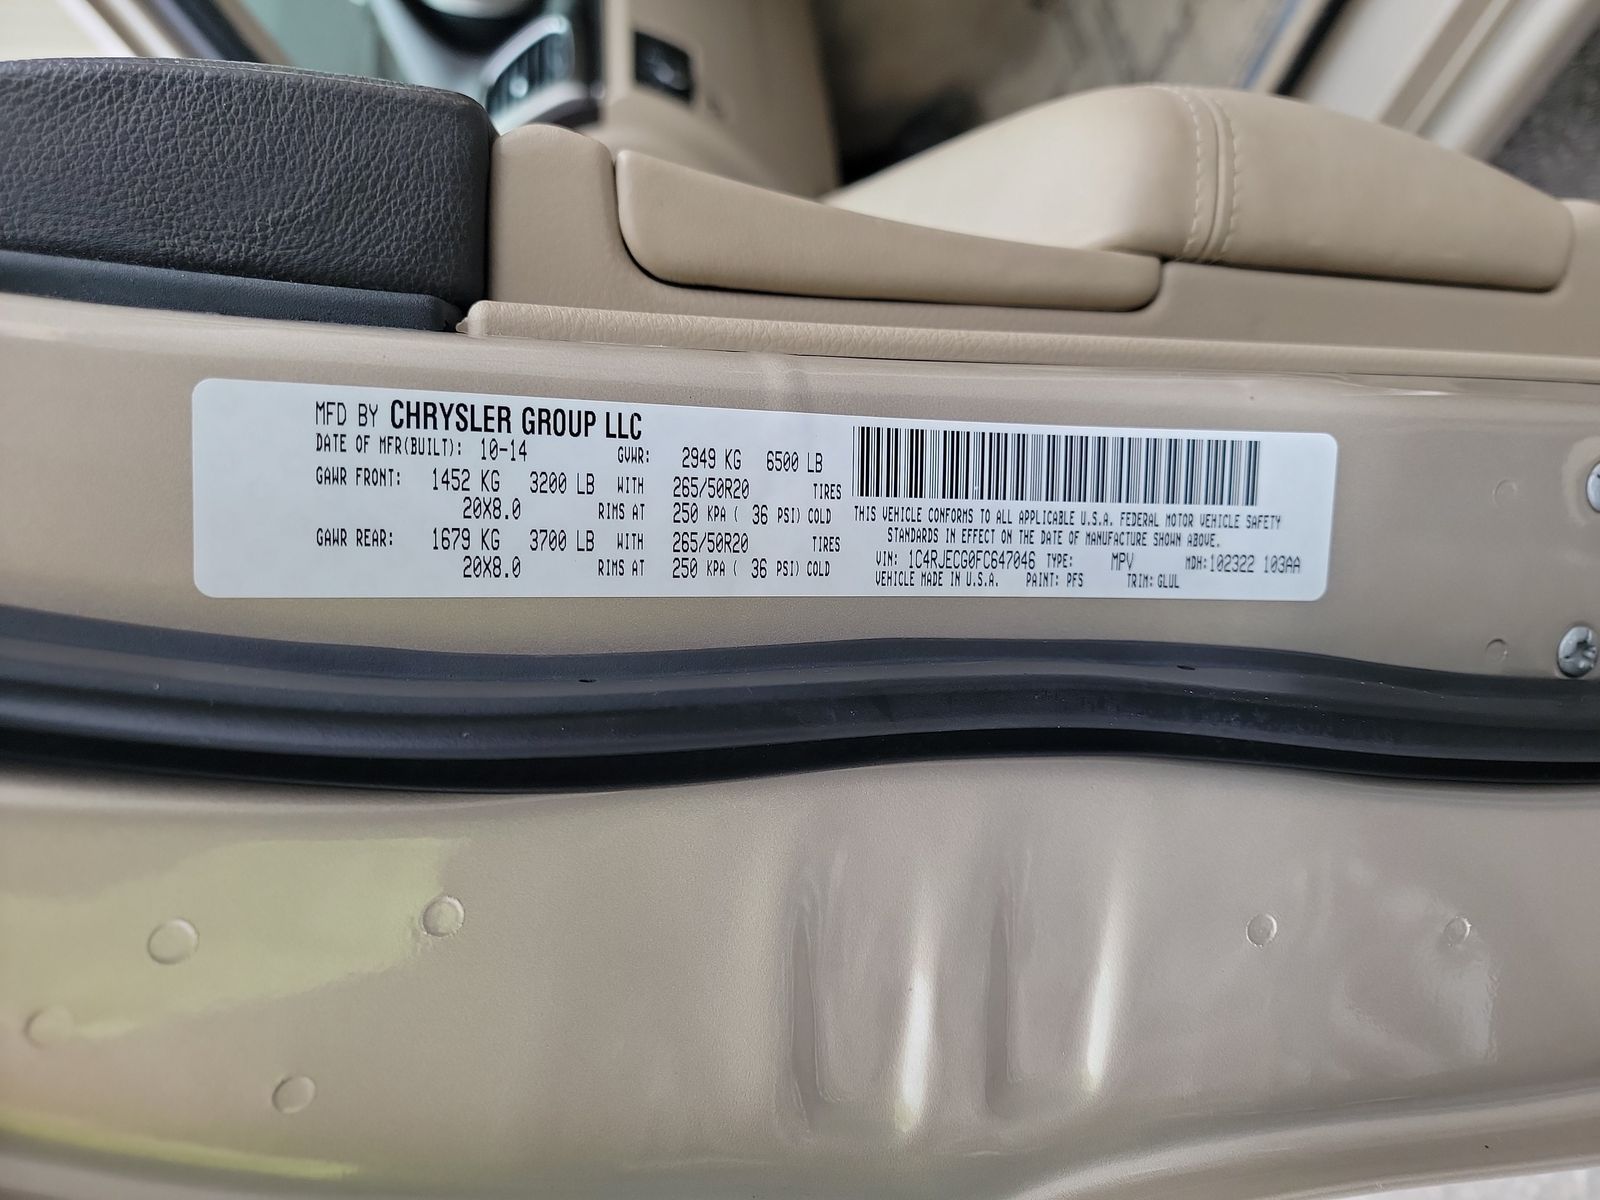 MFD BY CHRYSLER GROUP LLC
DATE OF MFR(BUILT): 10-14 GVWR: 2949 KG 6500 LB
GAWR FRONT: 1452 KG 3200 LB WITH 265/50R20 TIRES
20X8.0 RIMS AT 250 KPA ( 36 PSI) COLD
GAWR REAR: 1679 KG 3700 LB WITH 265/50R20 TIRES
20X8.0 RIMS AT 250 KPA ( 36 PSI) COLD
THIS VEHICLE CONFORMS TO ALL APPLICABLE U.S.A. FEDERAL MOTOR VEHICLE SAFETY
STANDARDS IN EFFECT ON THE DATE OF MANUFACTURE SHOWN ABOVE.
VIN: 1C4RJECG0FC647046 TYPE: MPV MDH:102322 103AA
VEHICLE MADE IN U.S.A. PAINT: PFS TRIM: GLUL